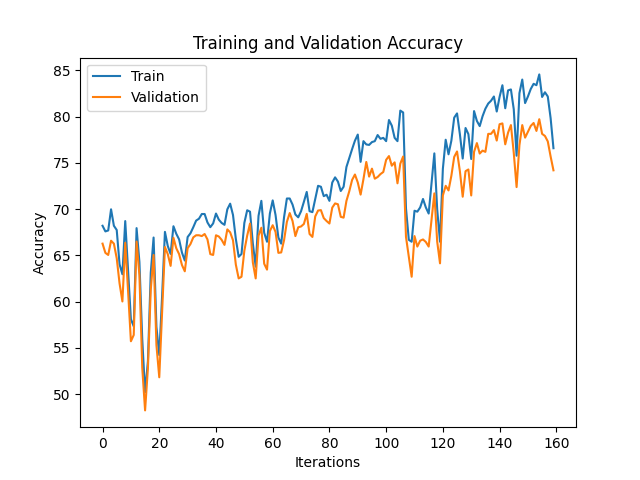 Training and Validation Accuracy
Train
Validation
85
80
75
70
65
60
55
50
Accuracy
0 20 40 60 80 100 120 140 160
Iterations